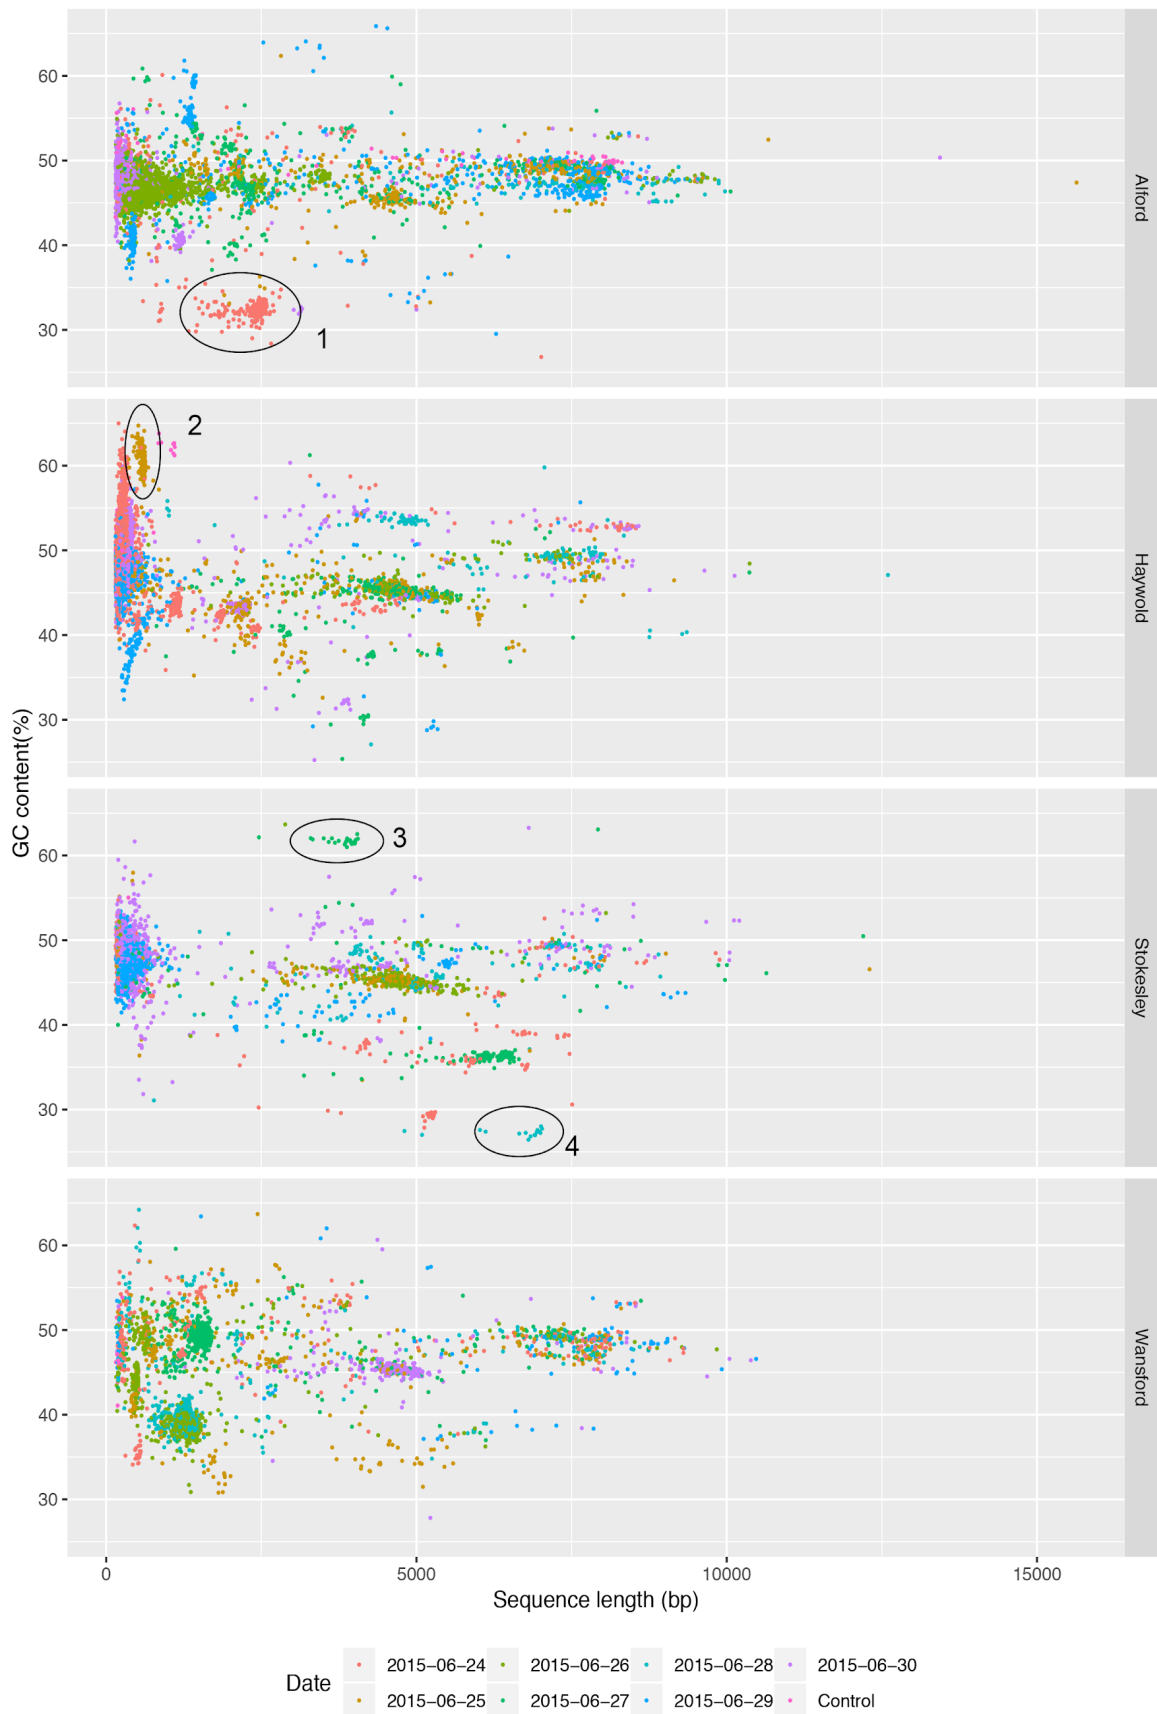 60
50
40
30
Alford
1
60
50
40
30
Haywold
2
GC content(%)
60
50
40
30
Stokesley
3
4
60
50
40
30
Wansford
0 5000 10000 15000
Sequence length (bp)
Date
2015-06-24 2015-06-26 2015-06-28 2015-06-30
2015-06-25 2015-06-27 2015-06-29 Control